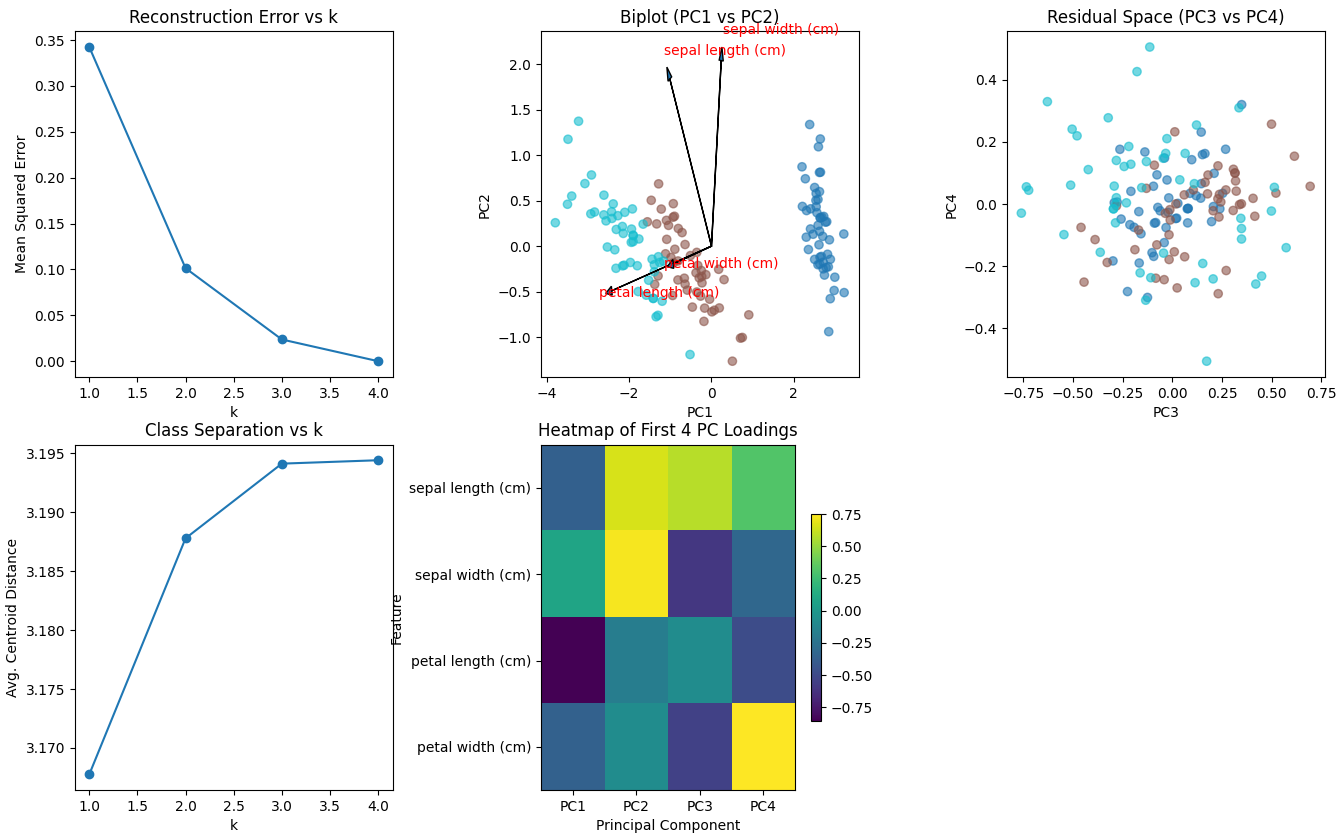 Reconstruction Error vs k
Mean Squared Error
0.35
0.30
0.25
0.20
0.15
0.10
0.05
0.00
1.0 1.5 2.0 2.5 3.0 3.5 4.0
k
Biplot (PC1 vs PC2)
sepal width (cm)
sepal length (cm)
petal width (cm)
petal length (cm)
PC2
2.0
1.5
1.0
0.5
0.0
−0.5
−1.0
−4 −2 0 2
PC1
Residual Space (PC3 vs PC4)
PC4
0.4
0.2
0.0
−0.2
−0.4
−0.75 −0.50 −0.25 0.00 0.25 0.50 0.75
PC3
Class Separation vs k
Avg. Centroid Distance
3.195
3.190
3.185
3.180
3.175
3.170
1.0 1.5 2.0 2.5 3.0 3.5 4.0
k
Heatmap of First 4 PC Loadings
Feature
sepal length (cm)
sepal width (cm)
petal length (cm)
petal width (cm)
PC1 PC2 PC3 PC4
Principal Component
0.75
0.50
0.25
0.00
−0.25
−0.50
−0.75